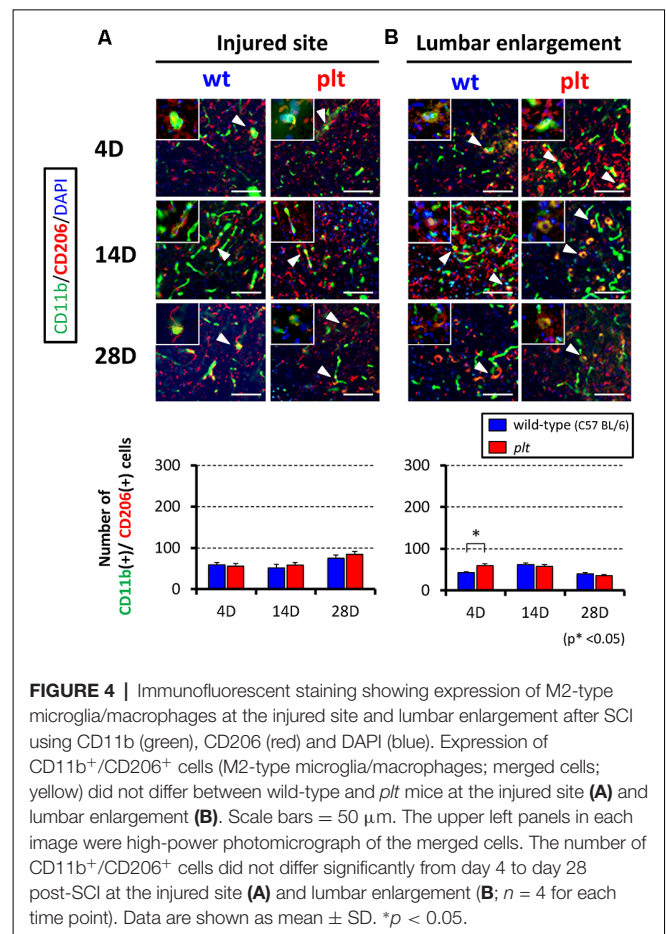 A
Injured site
B
Lumbar enlargement
wt
plt
wt
plt
CD11b/CD206/DAPI
4D
14D
28D
wild-type (C57 BL/6)
plt
Number of
CD11b(+)/ CD206(+) cells
300
200
100
0
4D
14D
28D
300
200
100
0
*
4D
14D
28D
(p* <0.05)
FIGURE 4 | Immunofluorescent staining showing expression of M2-type
microglia/macrophages at the injured site and lumbar enlargement after SCI
using CD11b (green), CD206 (red) and DAPI (blue). Expression of
CD11b⁺/CD206⁺ cells (M2-type microglia/macrophages; merged cells;
yellow) did not differ between wild-type and plt mice at the injured site (A) and
lumbar enlargement (B). Scale bars = 50 μm. The upper left panels in each
image were high-power photomicrograph of the merged cells. The number of
CD11b⁺/CD206⁺ cells did not differ significantly from day 4 to day 28
post-SCI at the injured site (A) and lumbar enlargement (B; n = 4 for each
time point). Data are shown as mean ± SD. *p < 0.05.